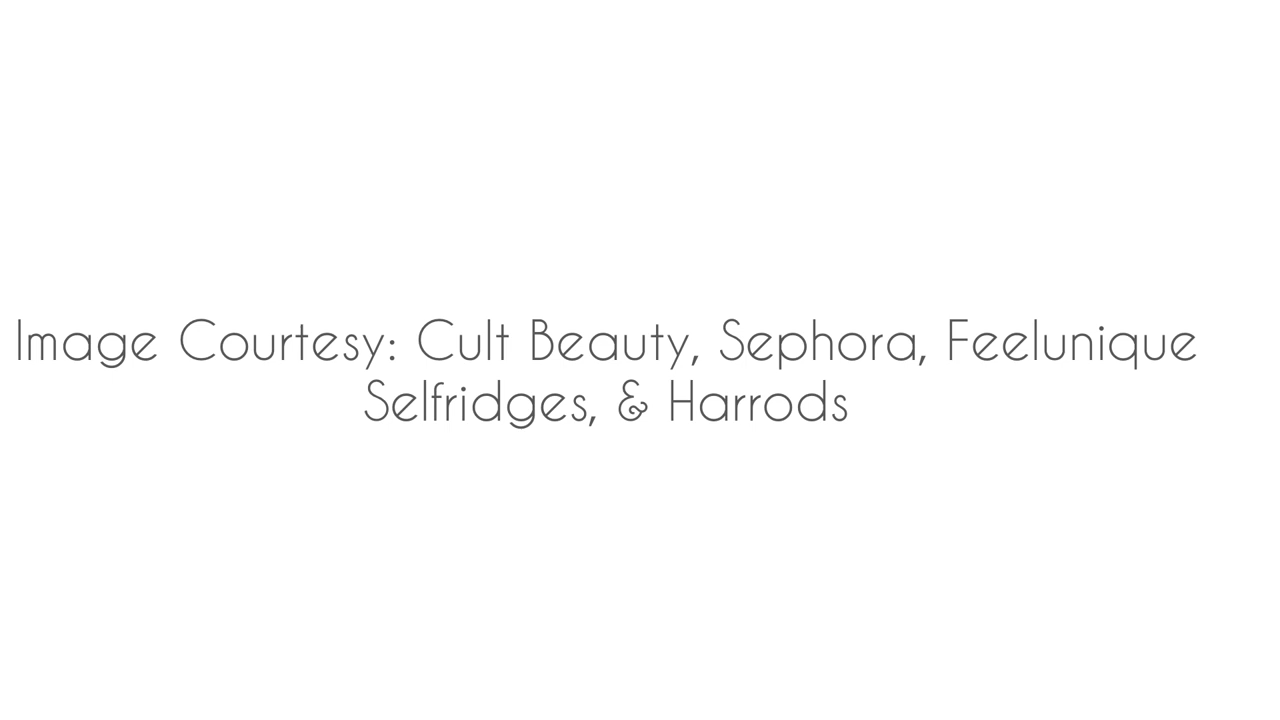 Image Courtesy: Cult Beauty, Sephora, Feelunique
Selfridges, & Harrods